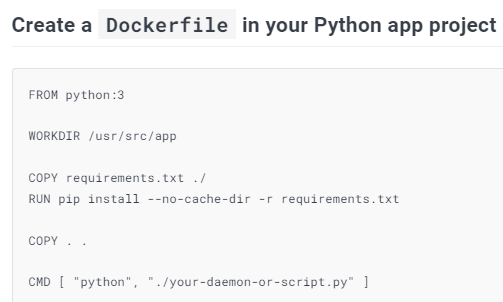 Create a Dockerfile in your Python app project
FROM python:3
WORKDIR /usr/src/app
COPY requirements.txt ./
RUN pip install --no-cache-dir -r requirements.txt
COPY . .
CMD [ "python", "./your-daemon-or-script.py" ]